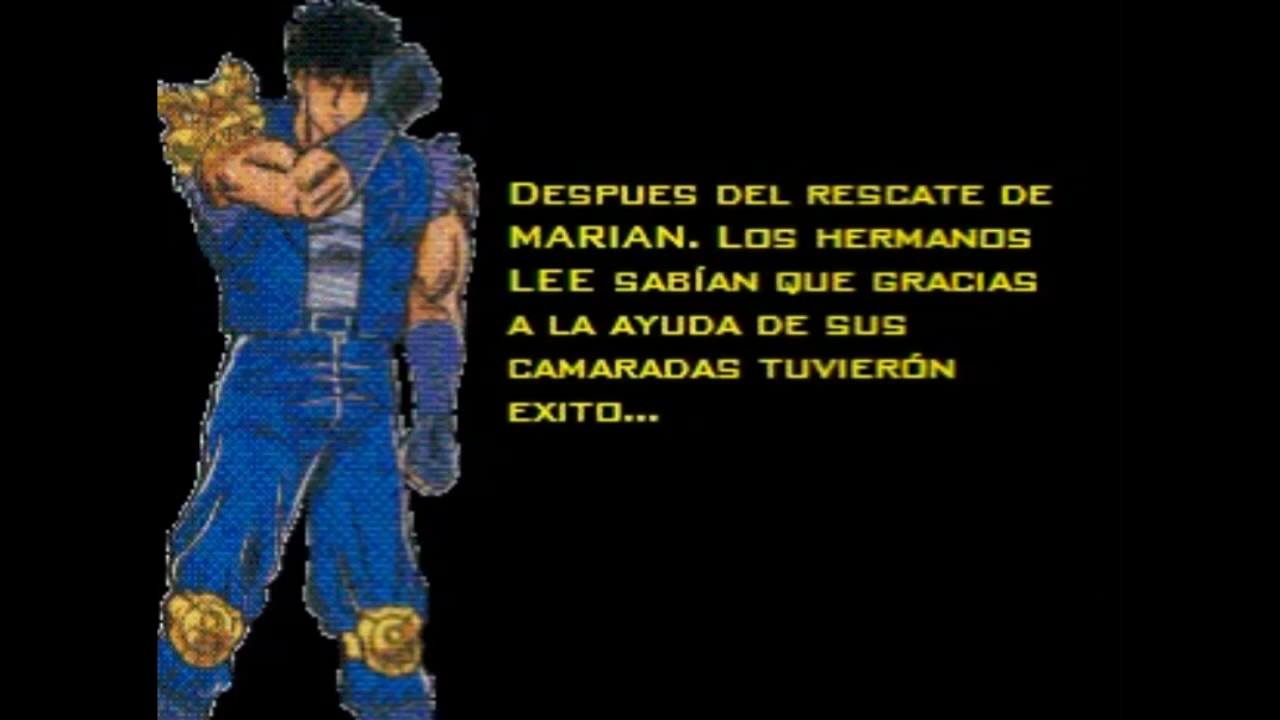 DESPUES DEL RESCATE DE
MARIAN. LOS HERMANOS
LEE SABÍAN QUE GRACIAS
A LA AYUDA DE SUS
CAMARADAS TUVIERÓN
EXITO...